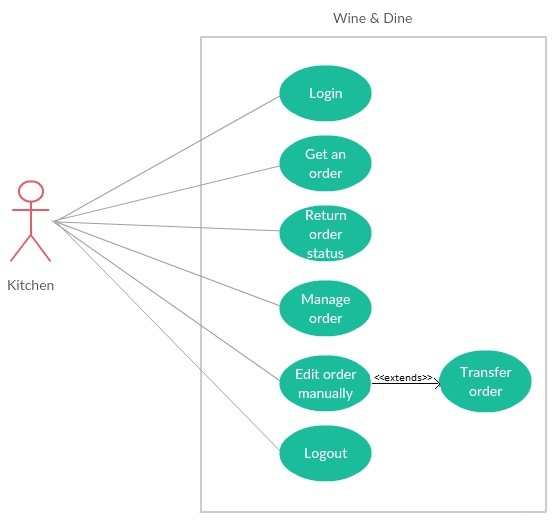 Wine & Dine
Login
Get an
order
Return
order
status
Kitchen
Manage
order
Edit order
manually
<<extends>>
Transfer
order
Logout